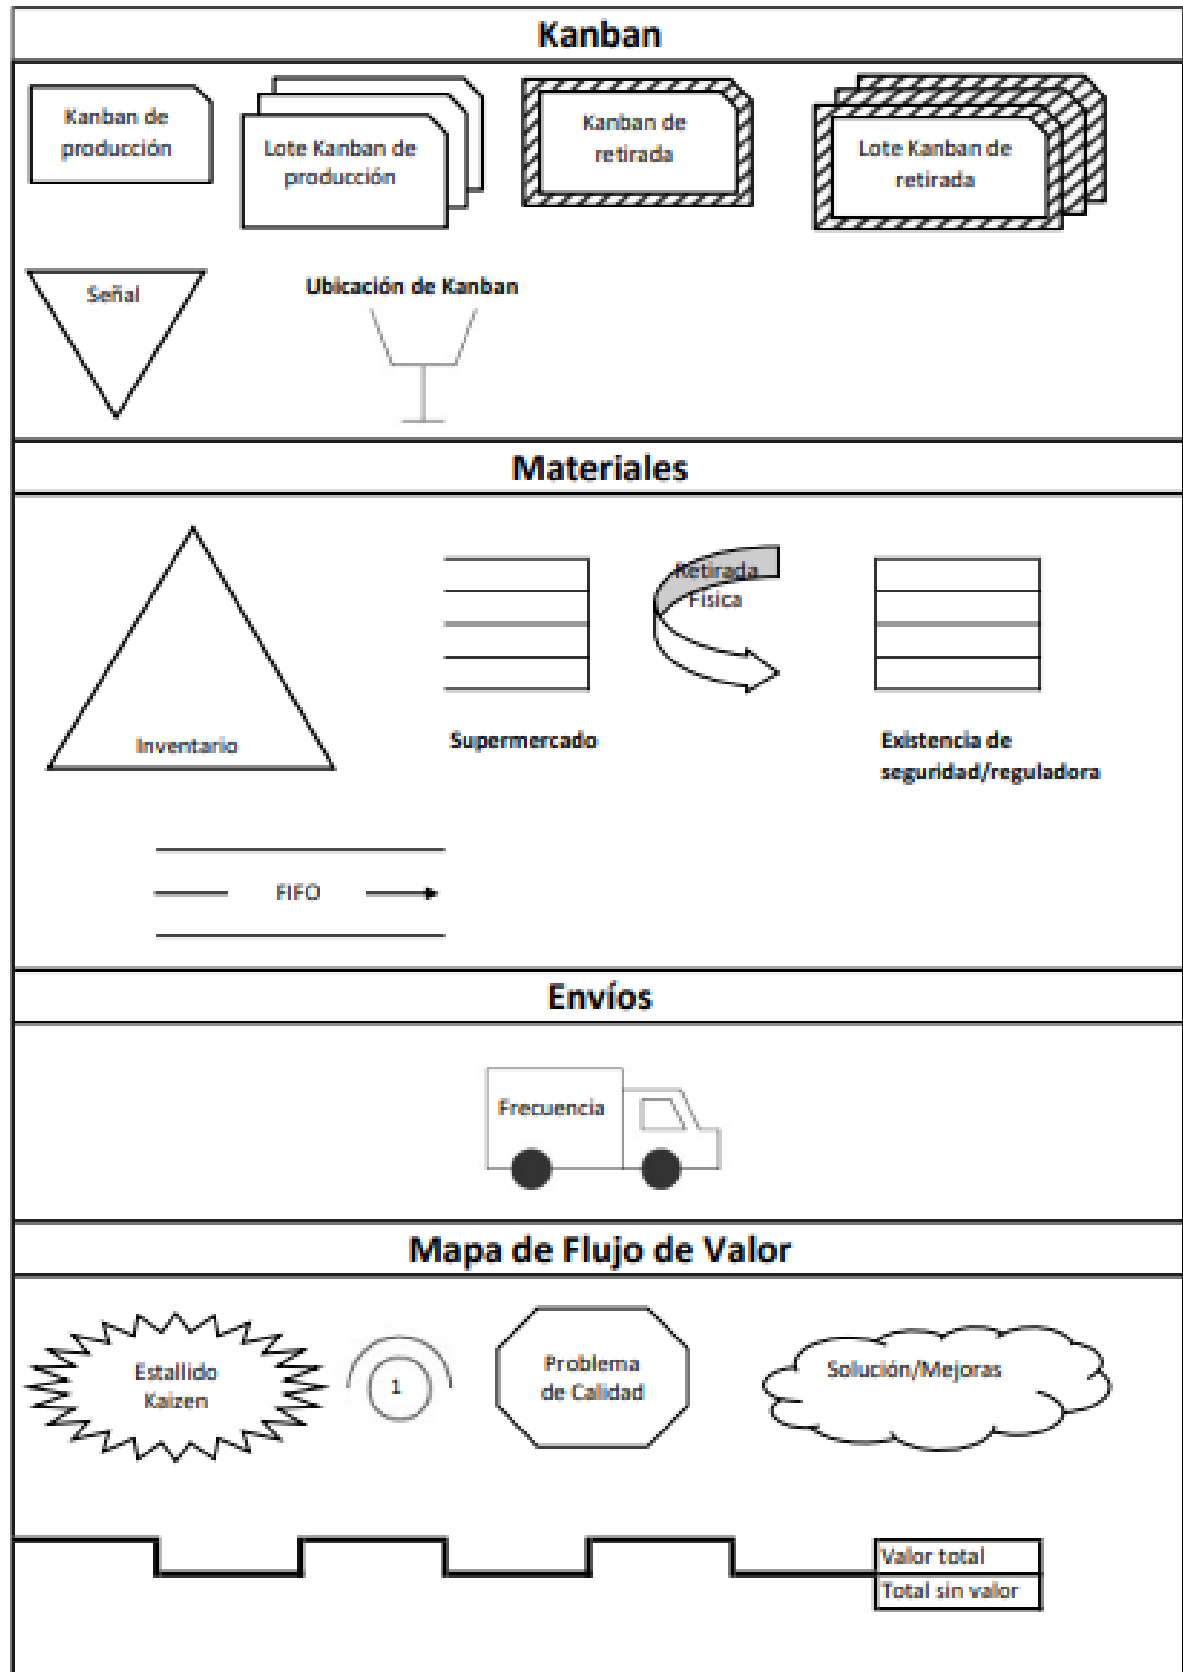 Kanban
Kanban de
producción
Lote Kanban de
producción
Kanban de
retirada
Lote Kanban de
retirada
Señal
Ubicación de Kanban
Materiales
Inventario
Supermercado
Retirada
Física
Existencia de
seguridad/reguladora
FIFO
Envíos
Frecuencia
Mapa de Flujo de Valor
Estallido
Kaizen
1
Problema
de Calidad
Solución/Mejoras
Valor total
Total sin valor